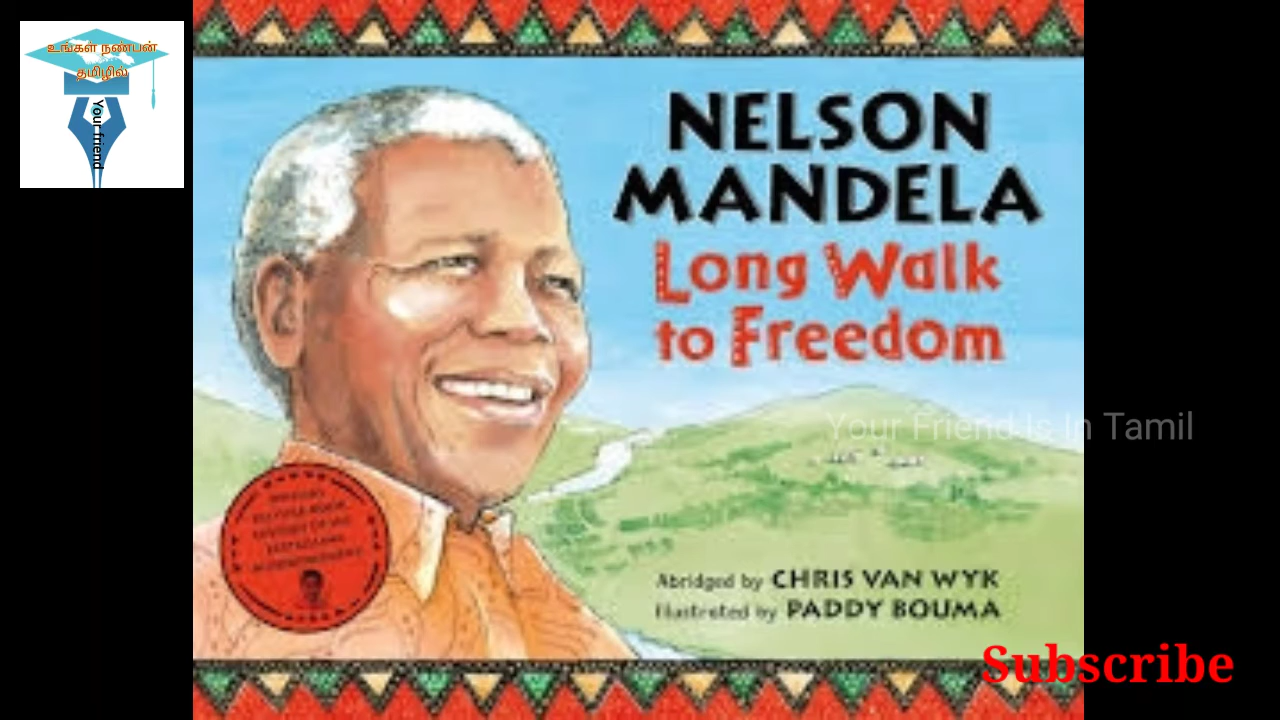 உங்கள் நண்பன்
தமிழில்
Your friend
NELSON
MANDELA
Long Walk
to Freedom
Your Friend Is In Tamil
Abridged by CHRIS VAN WYK
Illustrated by PADDY BOUMA
Subscribe